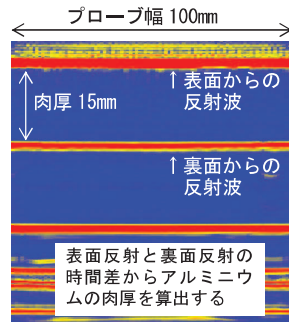 プローブ幅 100mm
↑表面からの
反射波
肉厚 15mm
↑裏面からの
反射波
表面反射と裏面反射の
時間差からアルミニウ
ムの肉厚を算出する